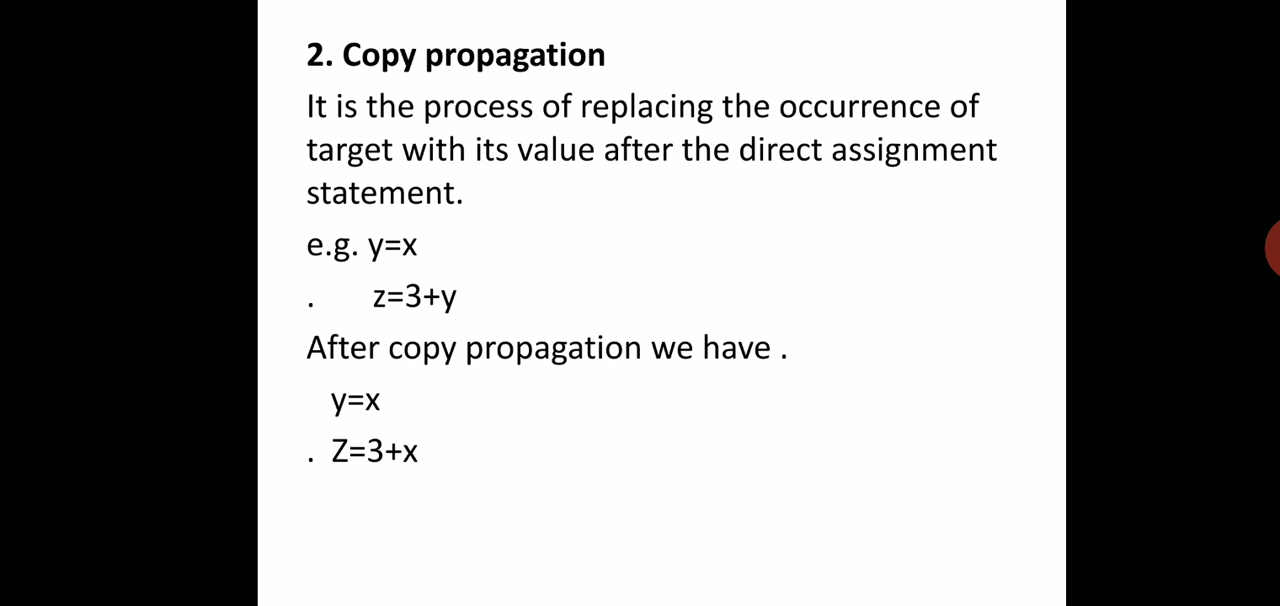 2. Copy propagation
It is the process of replacing the occurrence of
target with its value after the direct assignment
statement.
e.g. y=x
. z=3+y
After copy propagation we have .
y=x
. Z=3+x